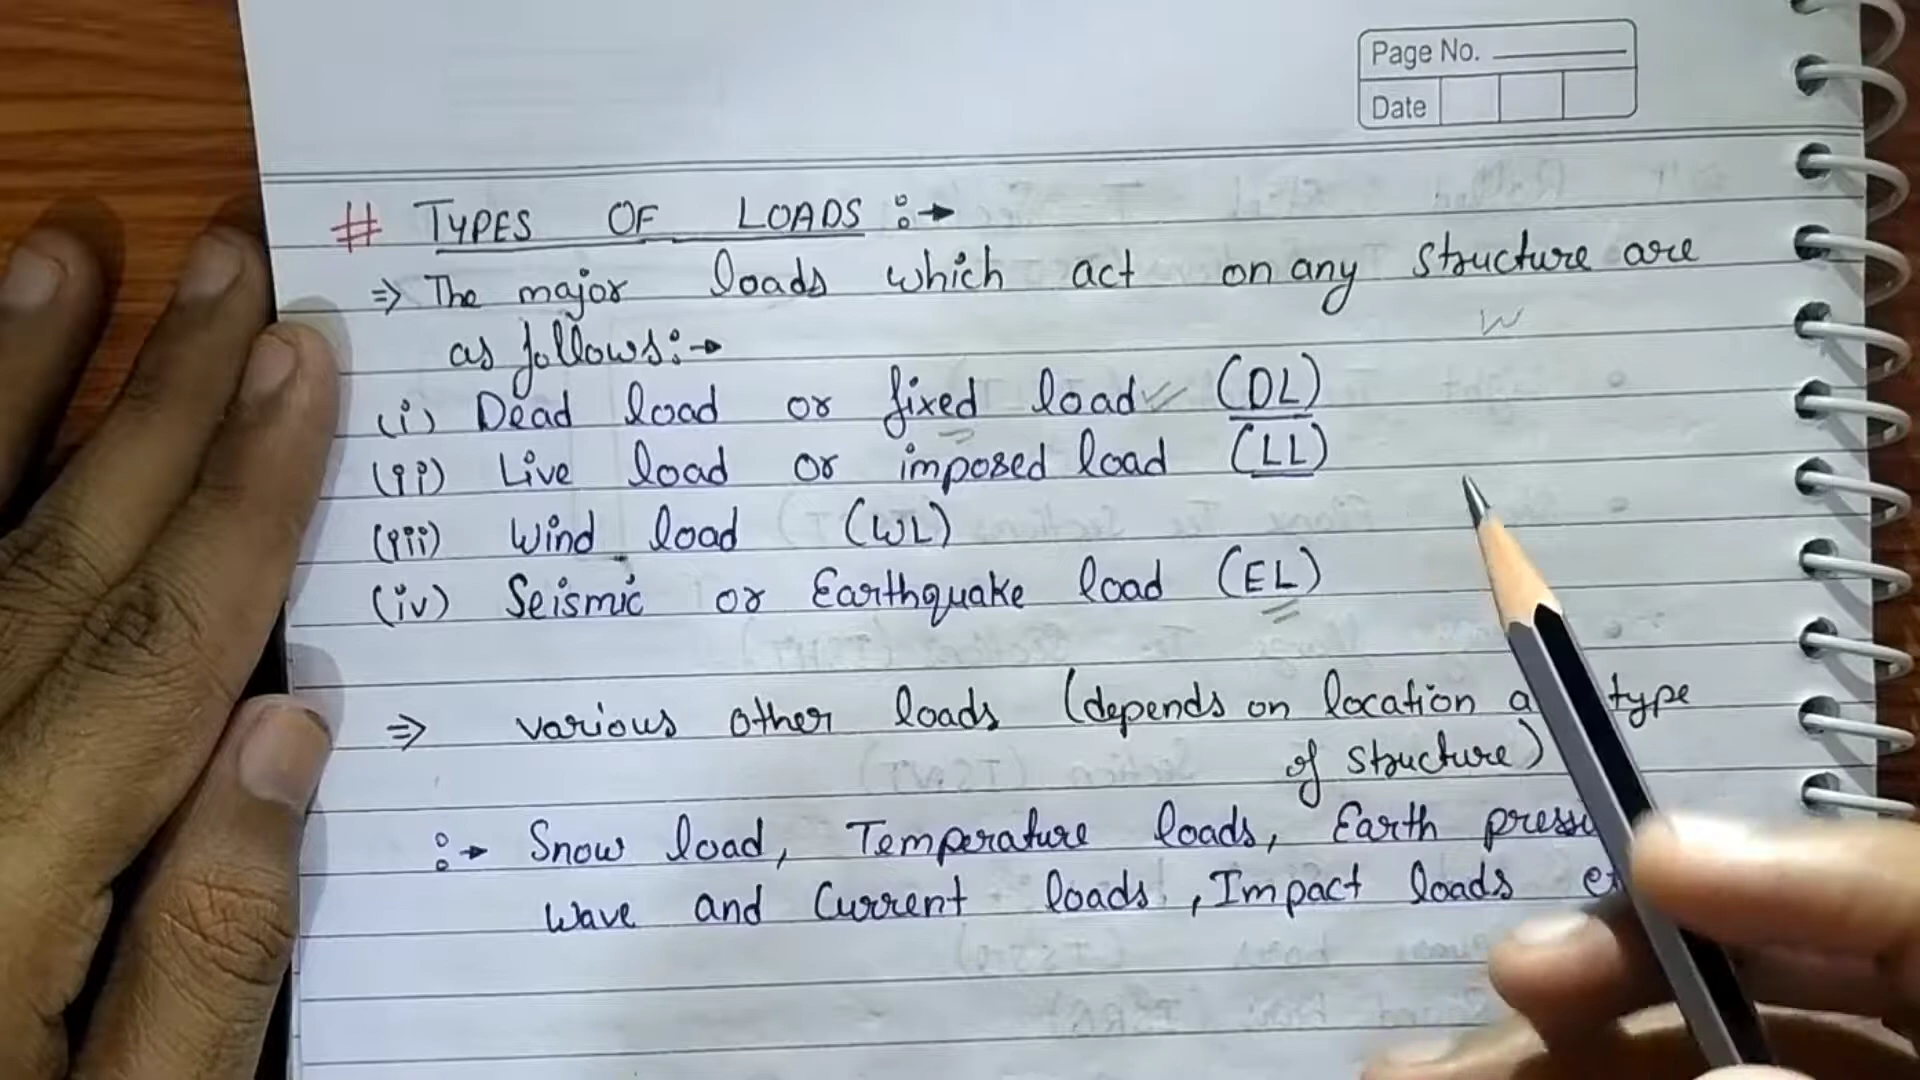 Page No.
Date
# TYPES OF LOADS :→
⇒ The major loads which act on any structure are
W
as follows:→
(i) Dead load or fixed load (DL)
(ii) Live load or imposed load (LL)
(iii) Wind load (WL)
(iv) Seismic or Earthquake load (EL)
⇒ various other loads (depends on location type
of structure)
:→ Snow load, Temperature loads, Earth
wave and Current loads, Impact loads